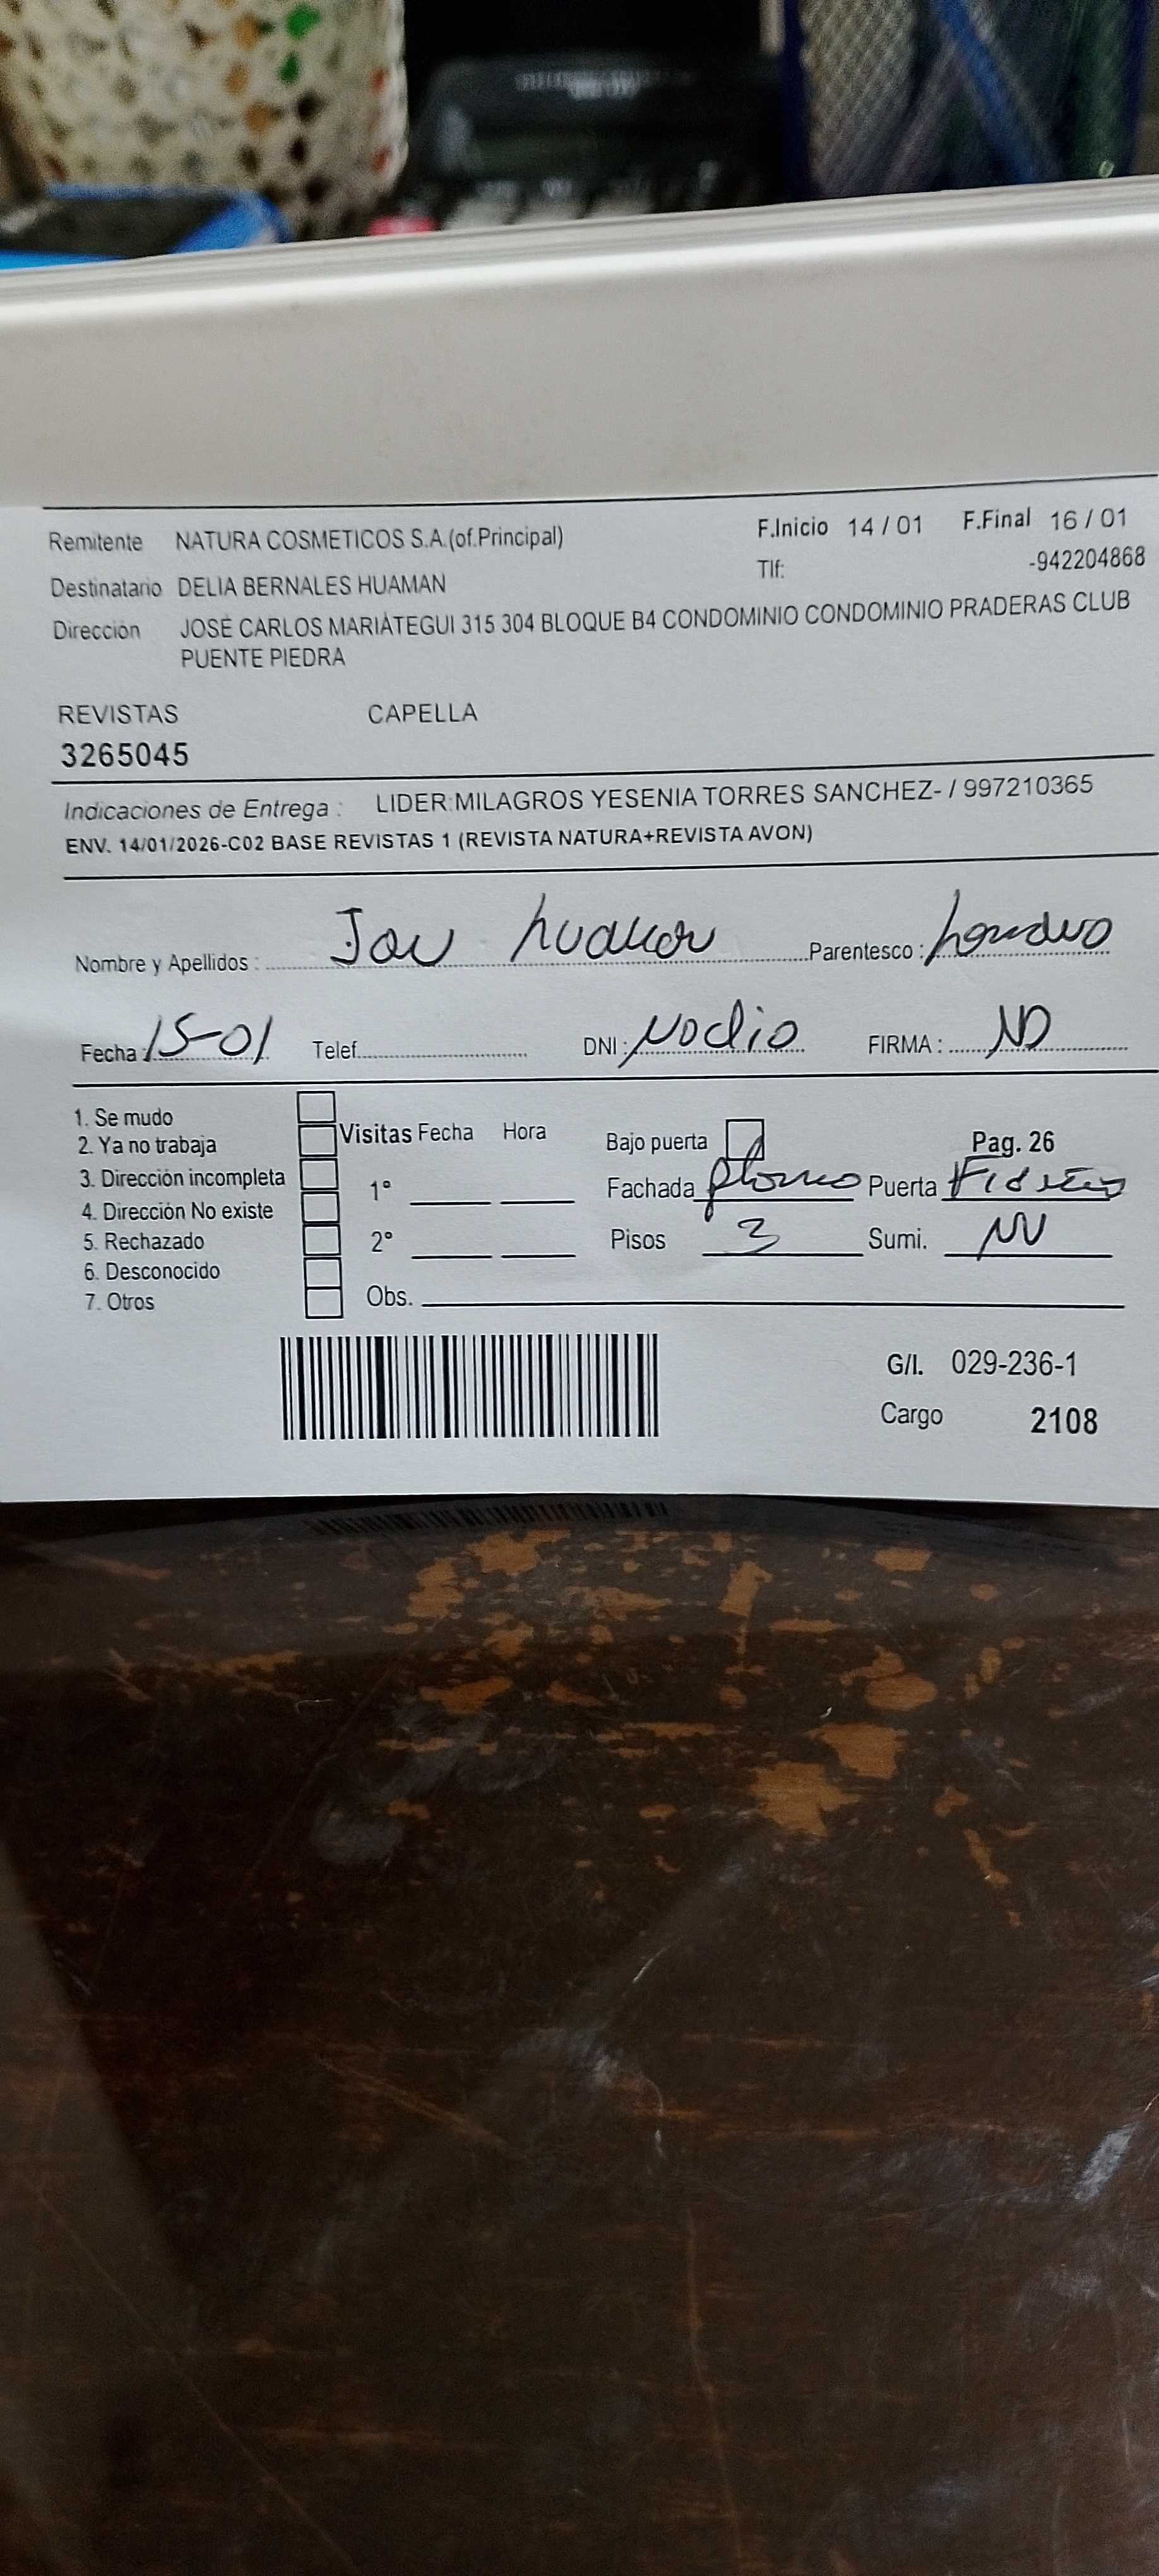 Remitente NATURA COSMETICOS S.A.(of.Principal) F.Inicio 14 / 01 F.Final 16 / 01
Destinatario DELIA BERNALES HUAMAN Tlf: -942204868
Dirección JOSÉ CARLOS MARIÁTEGUI 315 304 BLOQUE B4 CONDOMINIO CONDOMINIO PRADERAS CLUB
PUENTE PIEDRA
REVISTAS CAPELLA
3265045
Indicaciones de Entrega : LIDER:MILAGROS YESENIA TORRES SANCHEZ- / 997210365
ENV. 14/01/2026-C02 BASE REVISTAS 1 (REVISTA NATURA+REVISTA AVON)
Nombre y Apellidos : Parentesco :
Fecha : 15-01 Telef. DNI : No dio FIRMA : ND
1. Se mudo
2. Ya no trabaja Visitas Fecha Hora Bajo puerta Pag. 26
3. Dirección incompleta 1° Fachada plomo Puerta
4. Dirección No existe
5. Rechazado 2° Pisos 3 Sumi.
6. Desconocido
7. Otros Obs.
G/I. 029-236-1
Cargo 2108